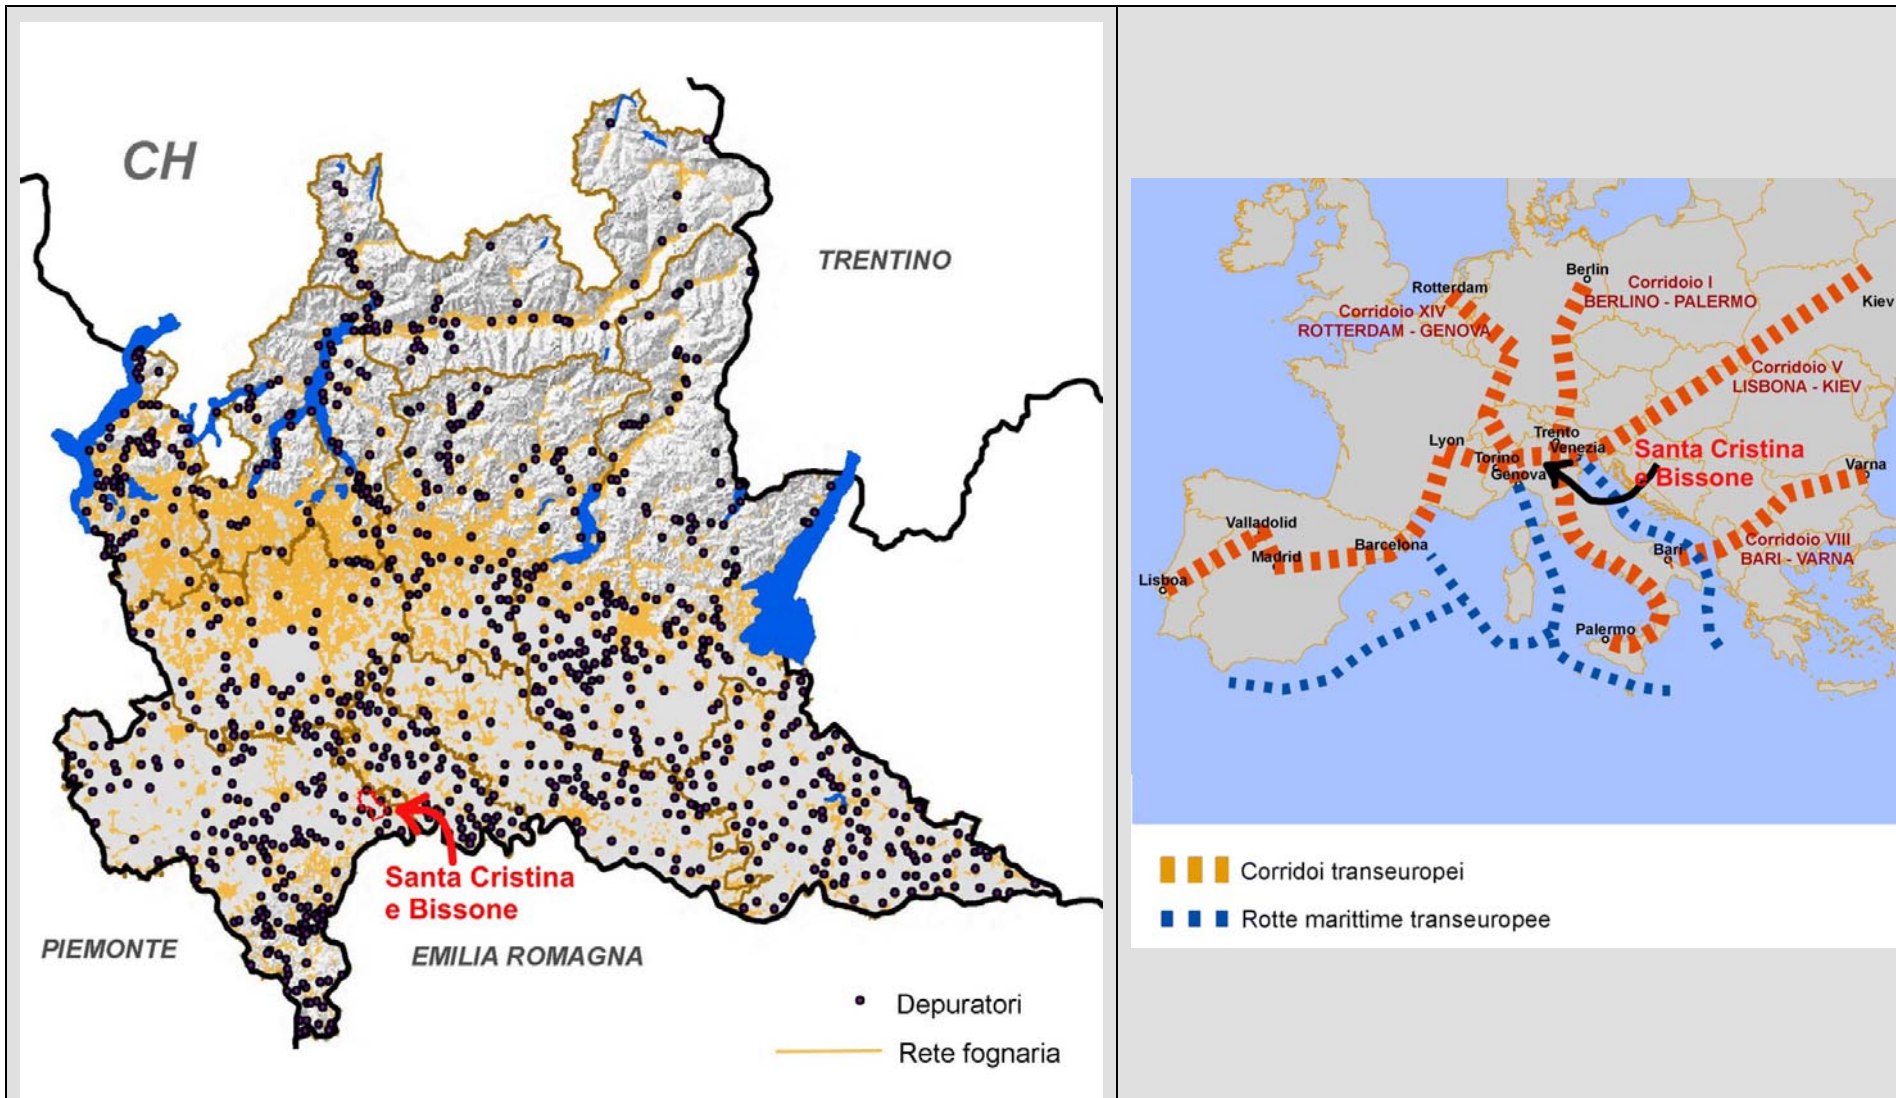 CH
TRENTINO
Santa Cristina
e Bissone
PIEMONTE
EMILIA ROMAGNA
Depuratori
Rete fognaria
Berlin
Rotterdam
Corridoio I
BERLINO - PALERMO
Kiev
Corridoio XIV
ROTTERDAM - GENOVA
Corridoio V
LISBONA - KIEV
Trento
Lyon
Venezia
Santa Cristina
e Bissone
Torino
Genova
Varna
Valladolid
Madrid
Barcelona
Bari
Corridoio VIII
BARI - VARNA
Lisboa
Palermo
Corridoi transeuropei
Rotte marittime transeuropee